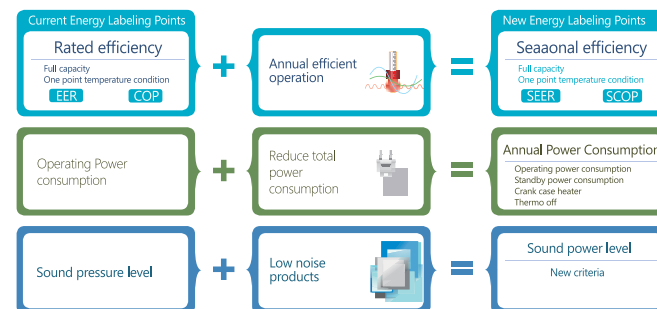 Current Energy Labeling Points
Rated efficiency
Full capacity
One point temperature condition
EER
COP
+
Annual efficient
operation
=
New Energy Labeling Points
Seaaonal efficiency
Full capacity
One point temperature condition
SEER
SCOP
Operating Power
consumption
+
Reduce total
power
consumption
=
Annual Power Consumption
Operating power consumption
Standby power consumption
Crank case heater
Thermo off
Sound pressure level
+
Low noise
products
=
Sound power level
New criteria